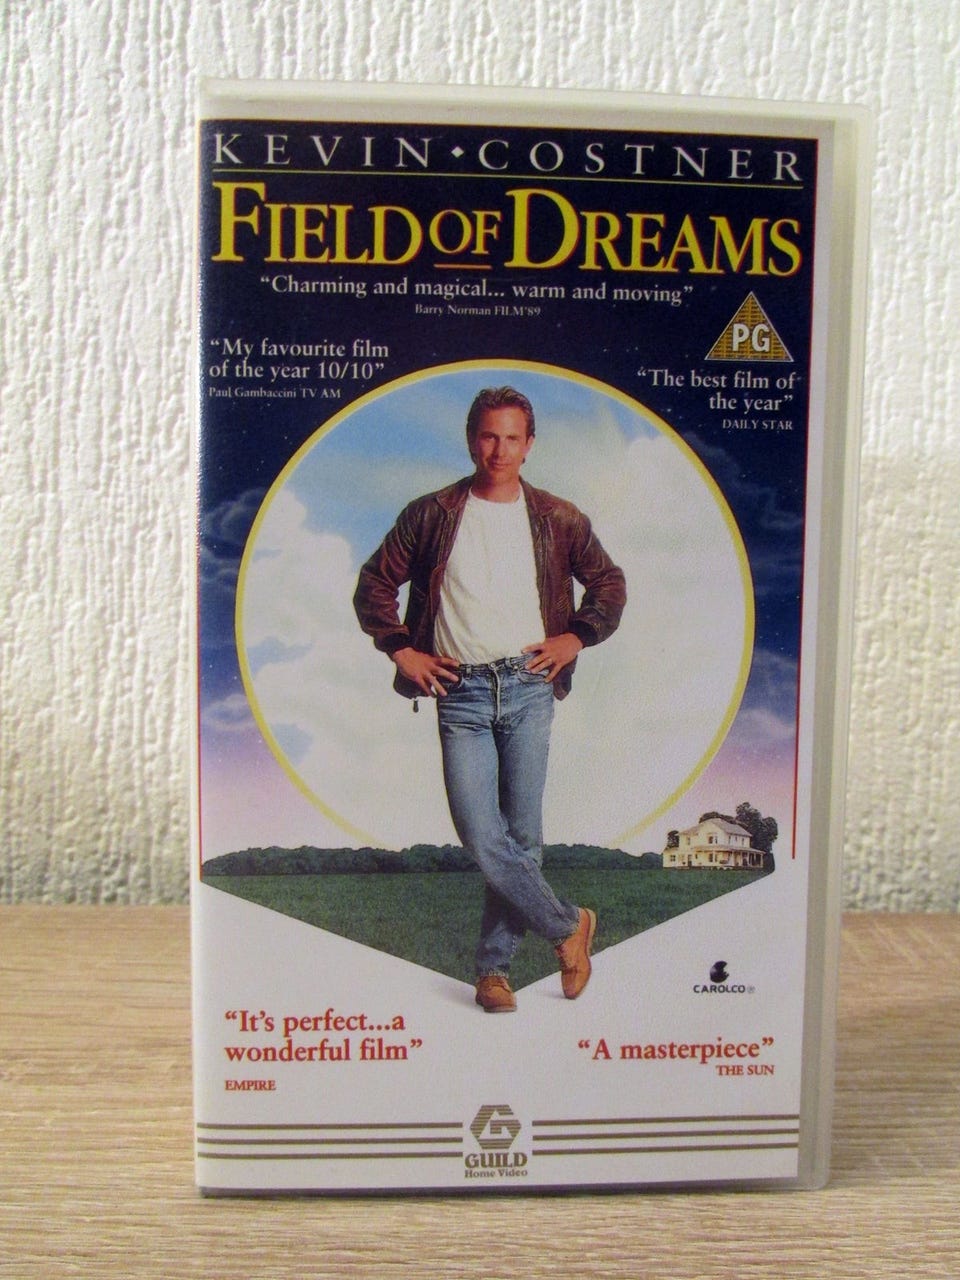 KEVIN·COSTNER
FIELD OF DREAMS
“Charming and magical... warm and moving”
Barry Norman FILM'89
PG
“My favourite film
of the year 10/10”
Paul Gambaccini TV AM
“The best film of
the year”
DAILY STAR
CAROLCO®
“It's perfect...a
wonderful film”
EMPIRE
“A masterpiece”
THE SUN
G
GUILD
Home Video